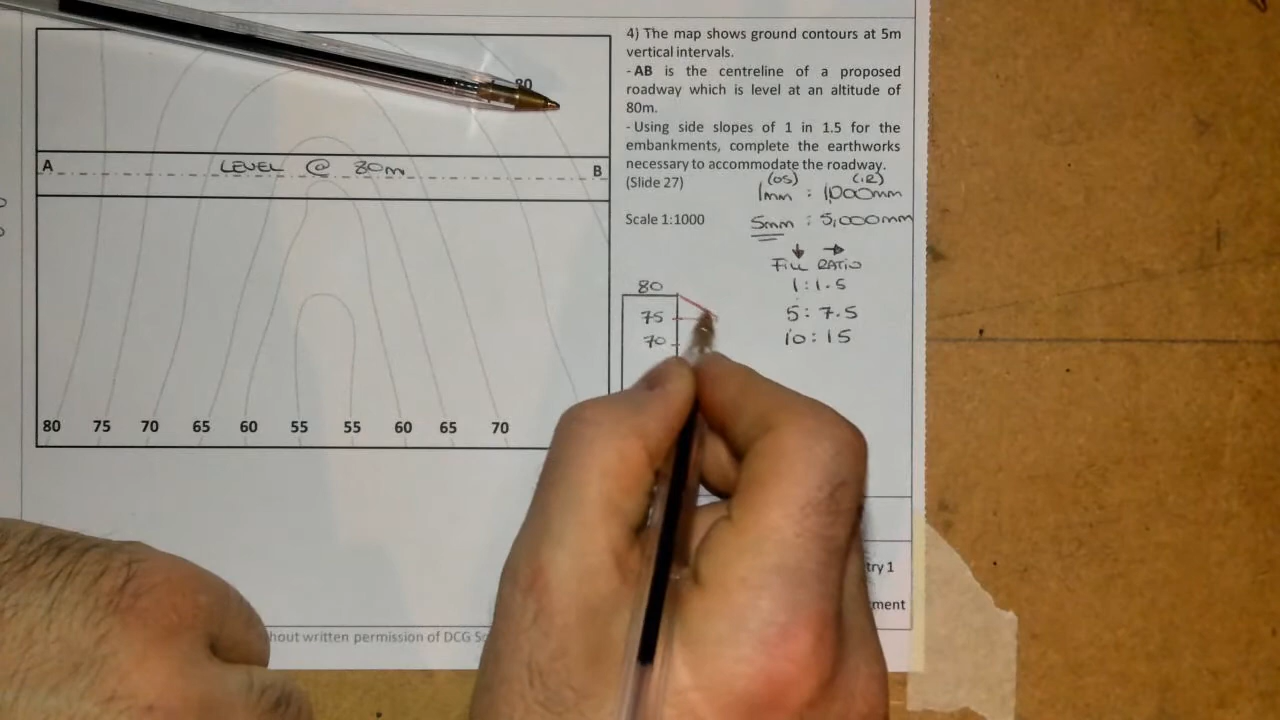 80
A
LEVEL @ 80m
B
80 75 70 65 60 55 55 60 65 70
4) The map shows ground contours at 5m
vertical intervals.
- AB is the centreline of a proposed
roadway which is level at an altitude of
80m.
- Using side slopes of 1 in 1.5 for the
embankments, complete the earthworks
necessary to accommodate the roadway.
(Slide 27)
(OS) (IR)
1mm : 1,000mm
Scale 1:1000
5mm : 5,000mm
FILL RATIO
1:1.5
5:7.5
10:15
80
75
70
try 1
ment
hout written permission of DCG